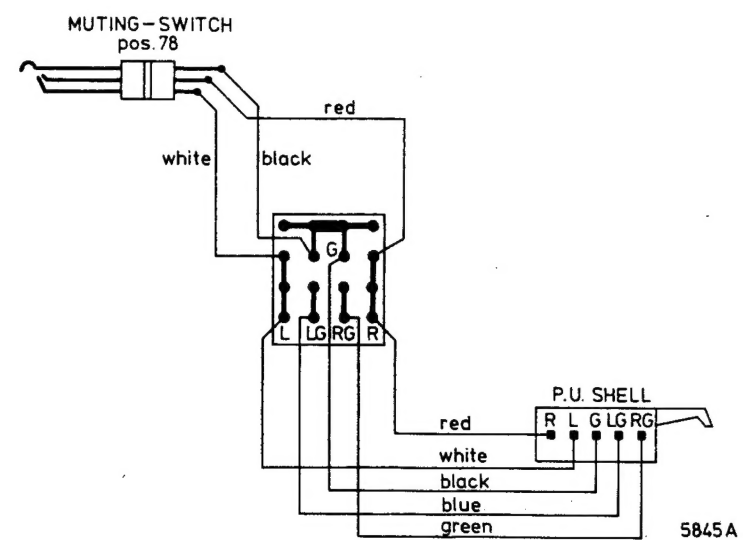 MUTING-SWITCH
pos. 78
red
white
black
G
L LG RG R
P.U. SHELL
R L G LG RG
red
white
black
blue
green
5845A